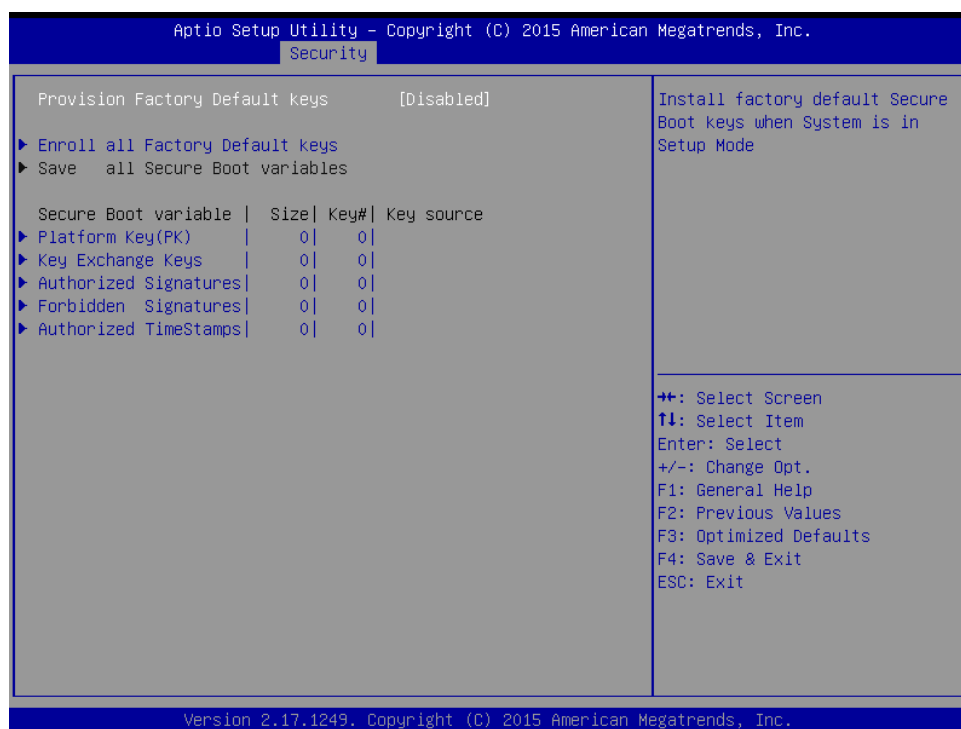 Aptio Setup Utility – Copyright (C) 2015 American Megatrends, Inc.
Security
Provision Factory Default keys [Disabled]
Enroll all Factory Default keys
Save all Secure Boot variables
Secure Boot variable | Size| Key#| Key source
Platform Key(PK) | 0| 0|
Key Exchange Keys | 0| 0|
Authorized Signatures| 0| 0|
Forbidden Signatures| 0| 0|
Authorized TimeStamps| 0| 0|
Install factory default Secure
Boot keys when System is in
Setup Mode
→←: Select Screen
↑↓: Select Item
Enter: Select
+/-: Change Opt.
F1: General Help
F2: Previous Values
F3: Optimized Defaults
F4: Save & Exit
ESC: Exit
Version 2.17.1249. Copyright (C) 2015 American Megatrends, Inc.